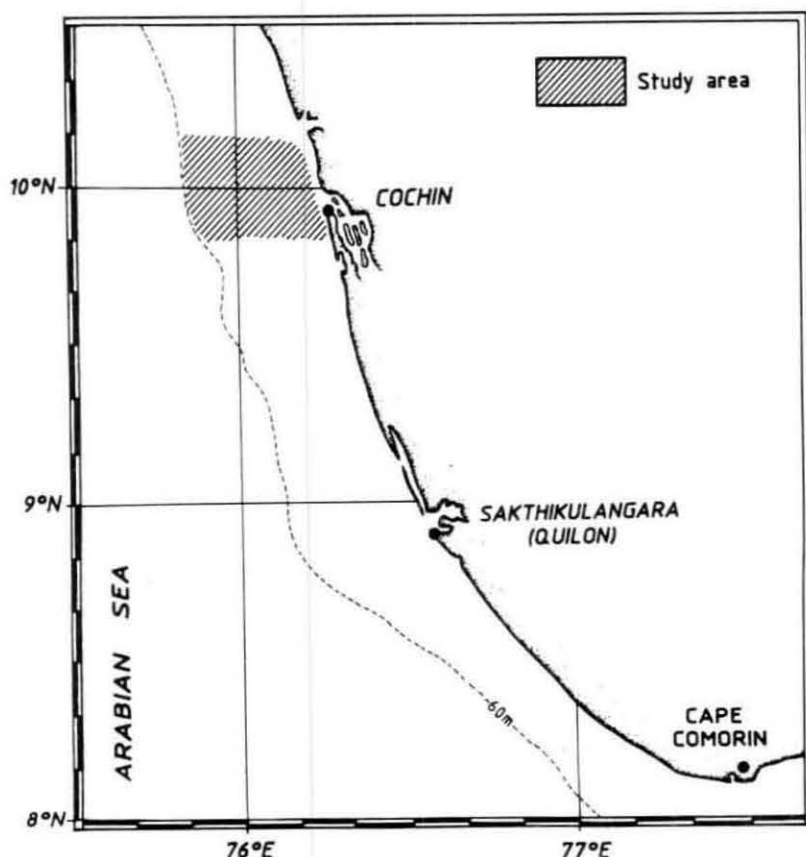 Study area
10°N
COCHIN
9°N
SAKTHIKULANGARA
(QUILON)
ARABIAN SEA
60m
CAPE
COMORIN
8°N
76°E
77°E